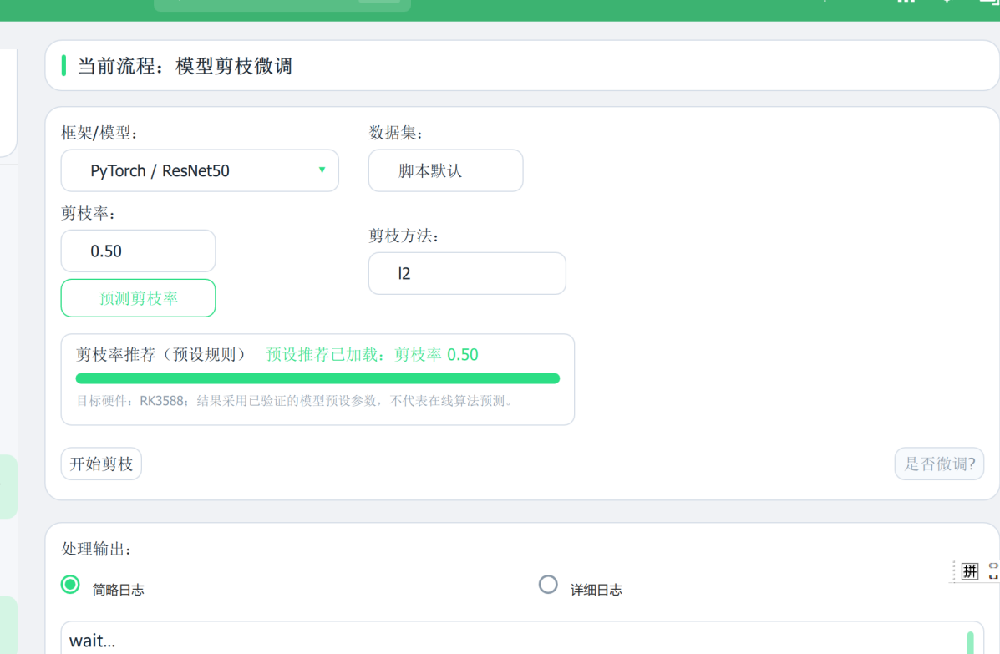 当前流程：模型剪枝微调
框架/模型：
数据集：
PyTorch / ResNet50
脚本默认
剪枝率：
剪枝方法：
0.50
l2
预测剪枝率
剪枝率推荐（预设规则） 预设推荐已加载：剪枝率 0.50
目标硬件：RK3588；结果采用已验证的模型预设参数，不代表在线算法预测。
开始剪枝
是否微调?
处理输出：
拼
简略日志
详细日志
wait...